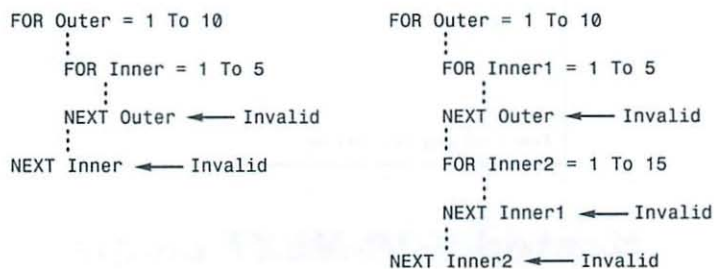 FOR Outer = 1 To 10
FOR Inner = 1 To 5
NEXT Outer ← Invalid
NEXT Inner ← Invalid
FOR Outer = 1 To 10
FOR Inner1 = 1 To 5
NEXT Outer ← Invalid
FOR Inner2 = 1 To 15
NEXT Inner1 ← Invalid
NEXT Inner2 ← Invalid